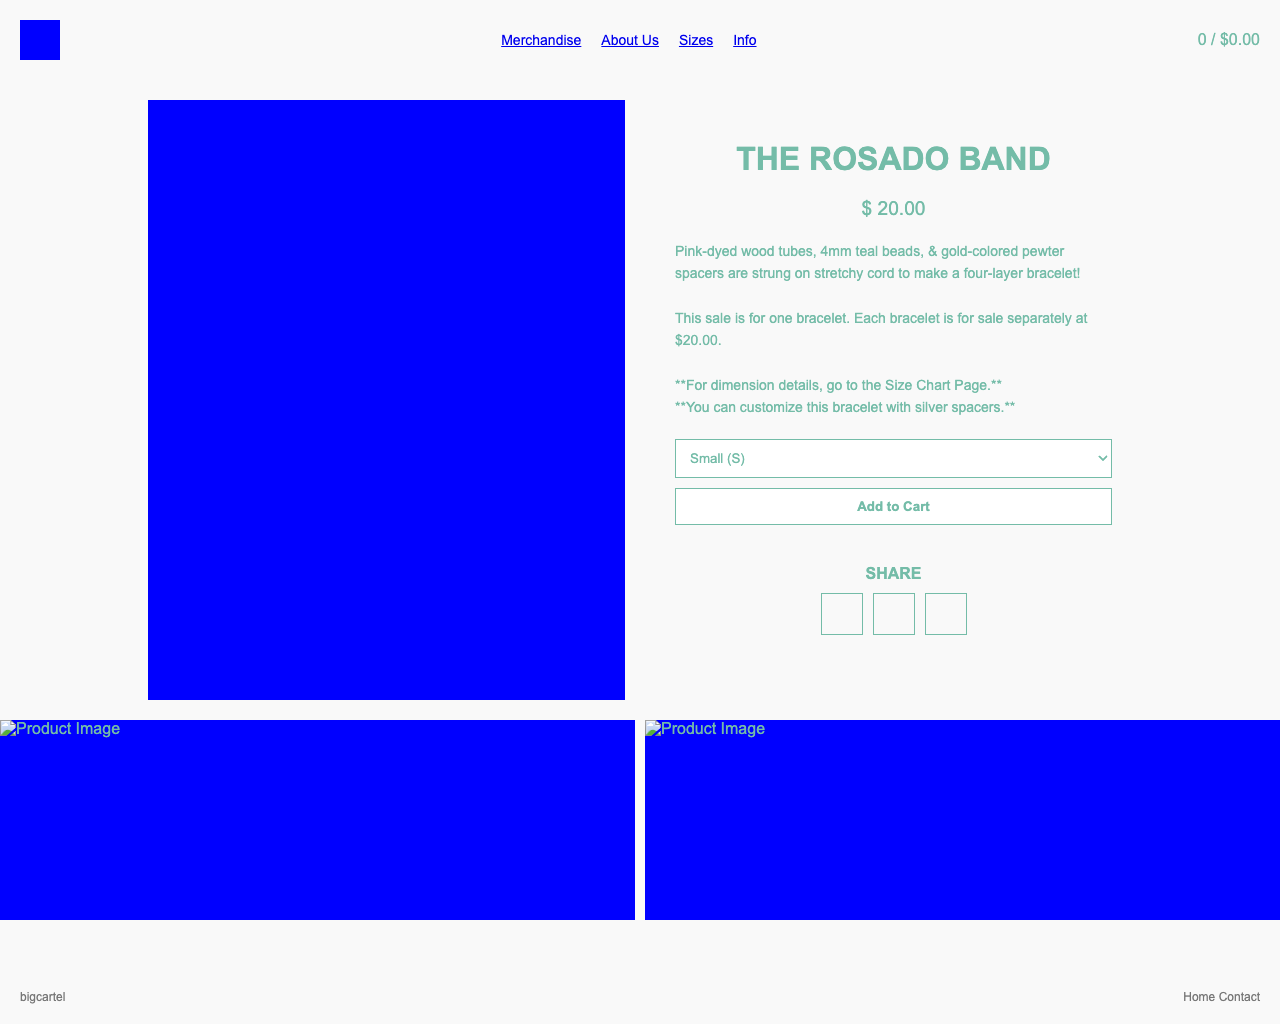 Merchandise About Us Sizes Info
0 / $0.00
THE ROSADO BAND
$ 20.00
Pink-dyed wood tubes, 4mm teal beads, & gold-colored pewter
spacers are strung on stretchy cord to make a four-layer bracelet!
This sale is for one bracelet. Each bracelet is for sale separately at
$20.00.
**For dimension details, go to the Size Chart Page.**
**You can customize this bracelet with silver spacers.**
Small (S)
Add to Cart
SHARE
Product Image
Product Image
bigcartel
Home Contact